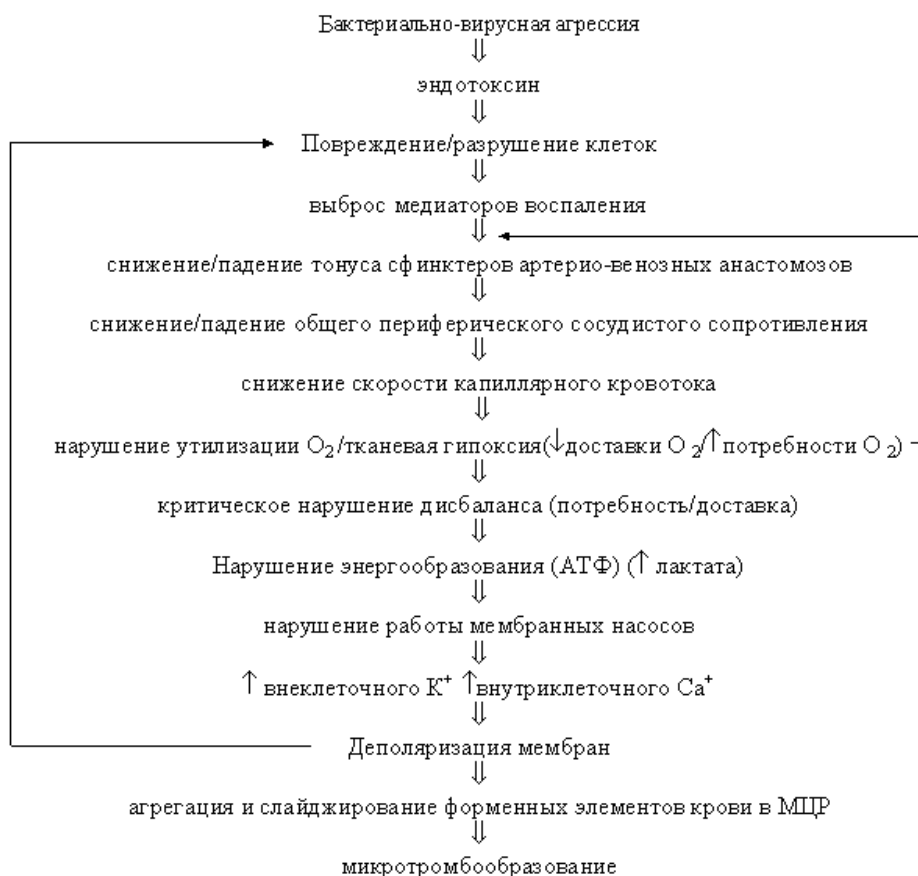 Бактериально-вирусная агрессия
⇓
эндотоксин
⇓
Повреждение/разрушение клеток
⇓
выброс медиаторов воспаления
⇓
снижение/падение тонуса сфинктеров артерио-венозных анастомозов
⇓
снижение/падение общего периферического сосудистого сопротивления
⇓
снижение скорости капиллярного кровотока
⇓
нарушение утилизации O₂/тканевая гипоксия(↓доставки O ₂/↑потребности O ₂)
⇓
критическое нарушение дисбаланса (потребность/доставка)
⇓
Нарушение энергообразования (АТФ) (↑ лактата)
⇓
нарушение работы мембранных насосов
⇓
↑ внеклеточного K⁺ ↑внутриклеточного Ca⁺
⇓
Деполяризация мембран
⇓
агрегация и слайджирование форменных элементов крови в МЦР
⇓
микротромбообразование